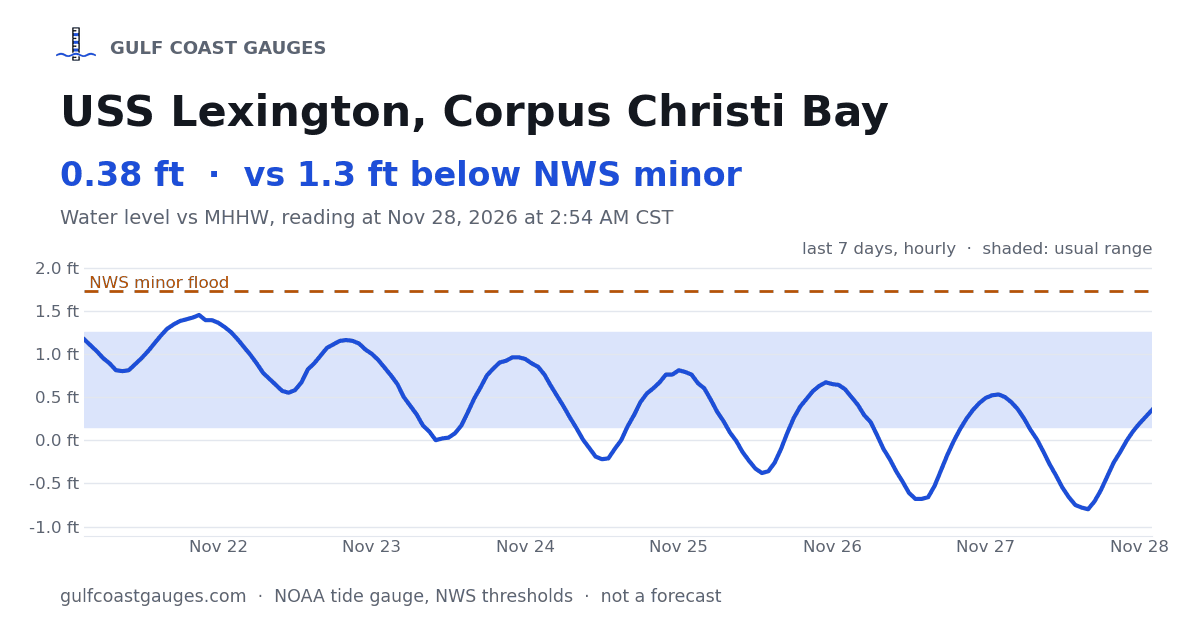 GULF COAST GAUGES
USS Lexington, Corpus Christi Bay
0.38 ft · vs 1.3 ft below NWS minor
Water level vs MHHW, reading at Nov 28, 2026 at 2:54 AM CST
last 7 days, hourly · shaded: usual range
2.0 ft
NWS minor flood
1.5 ft
1.0 ft
0.5 ft
0.0 ft
-0.5 ft
-1.0 ft
Nov 22 Nov 23 Nov 24 Nov 25 Nov 26 Nov 27 Nov 28
gulfcoastgauges.com · NOAA tide gauge, NWS thresholds · not a forecast